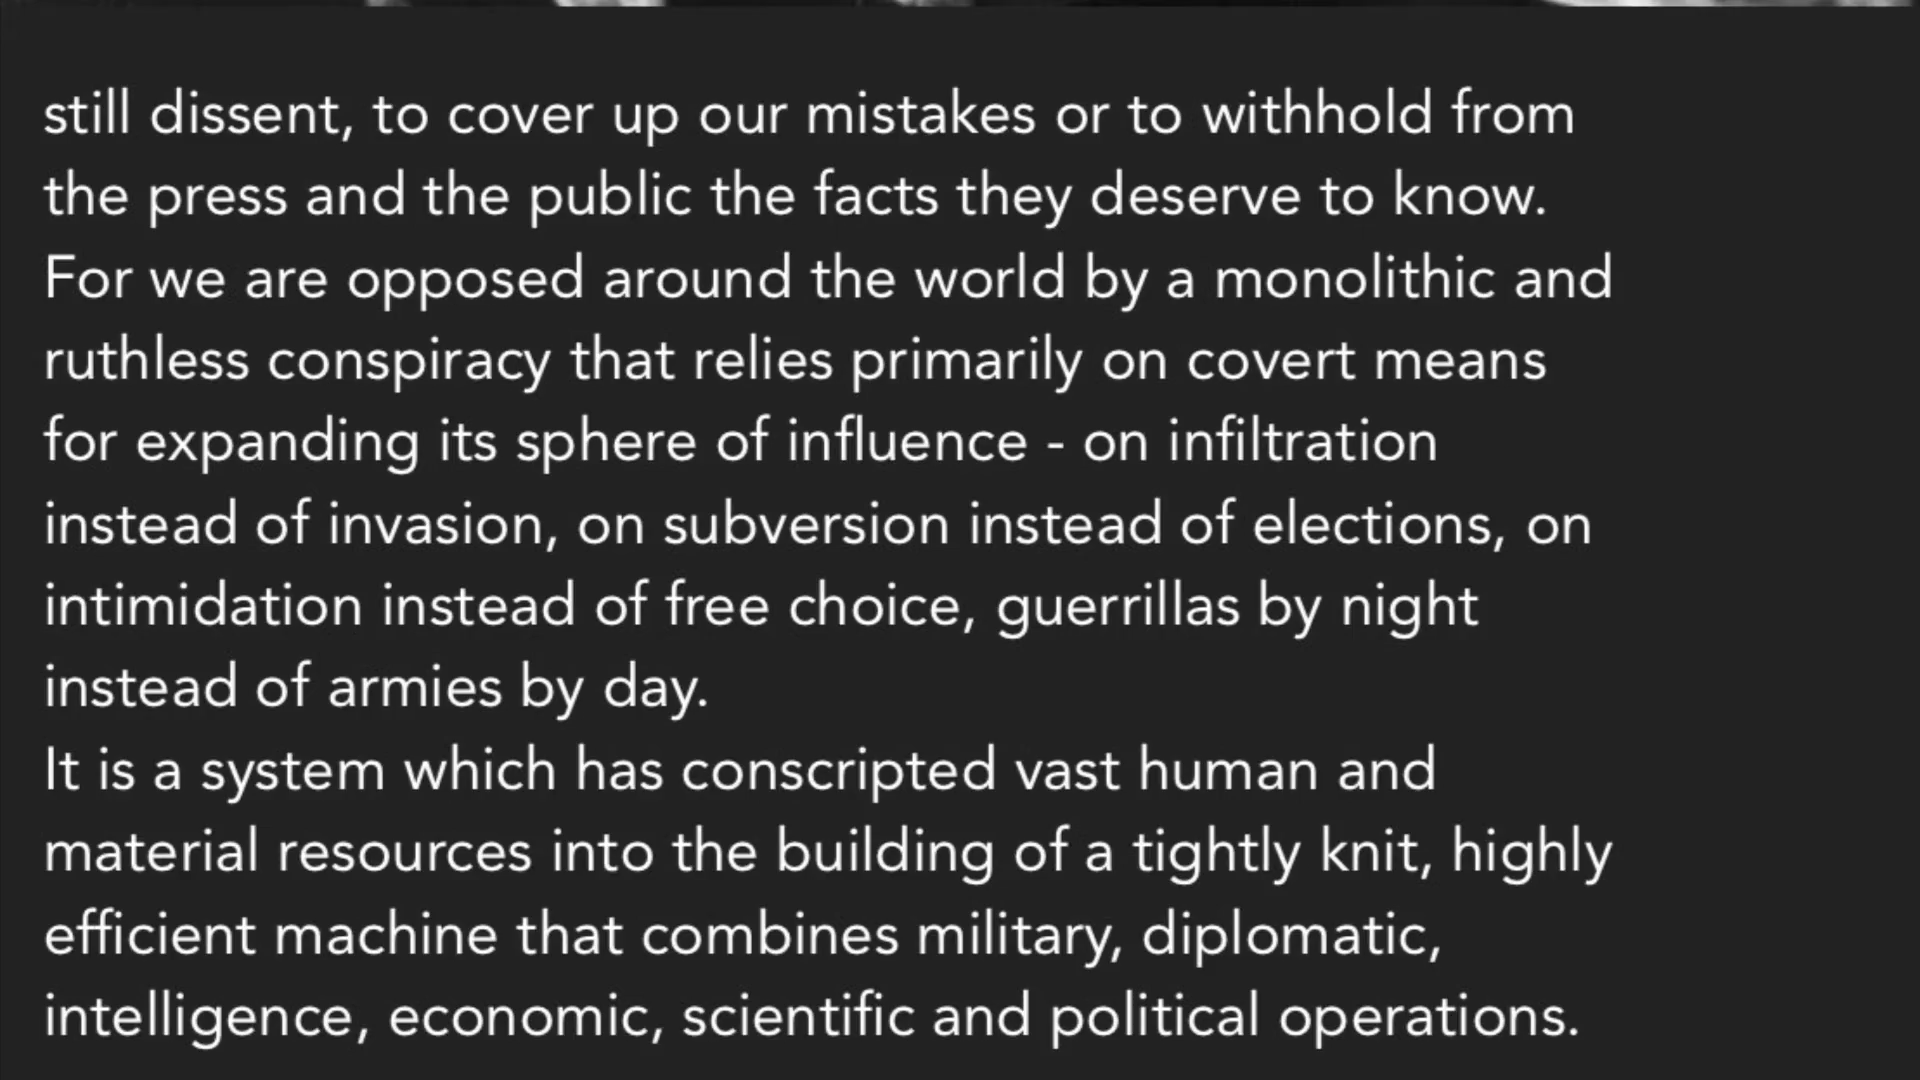 still dissent, to cover up our mistakes or to withhold from
the press and the public the facts they deserve to know.
For we are opposed around the world by a monolithic and
ruthless conspiracy that relies primarily on covert means
for expanding its sphere of influence - on infiltration
instead of invasion, on subversion instead of elections, on
intimidation instead of free choice, guerrillas by night
instead of armies by day.
It is a system which has conscripted vast human and
material resources into the building of a tightly knit, highly
efficient machine that combines military, diplomatic,
intelligence, economic, scientific and political operations.